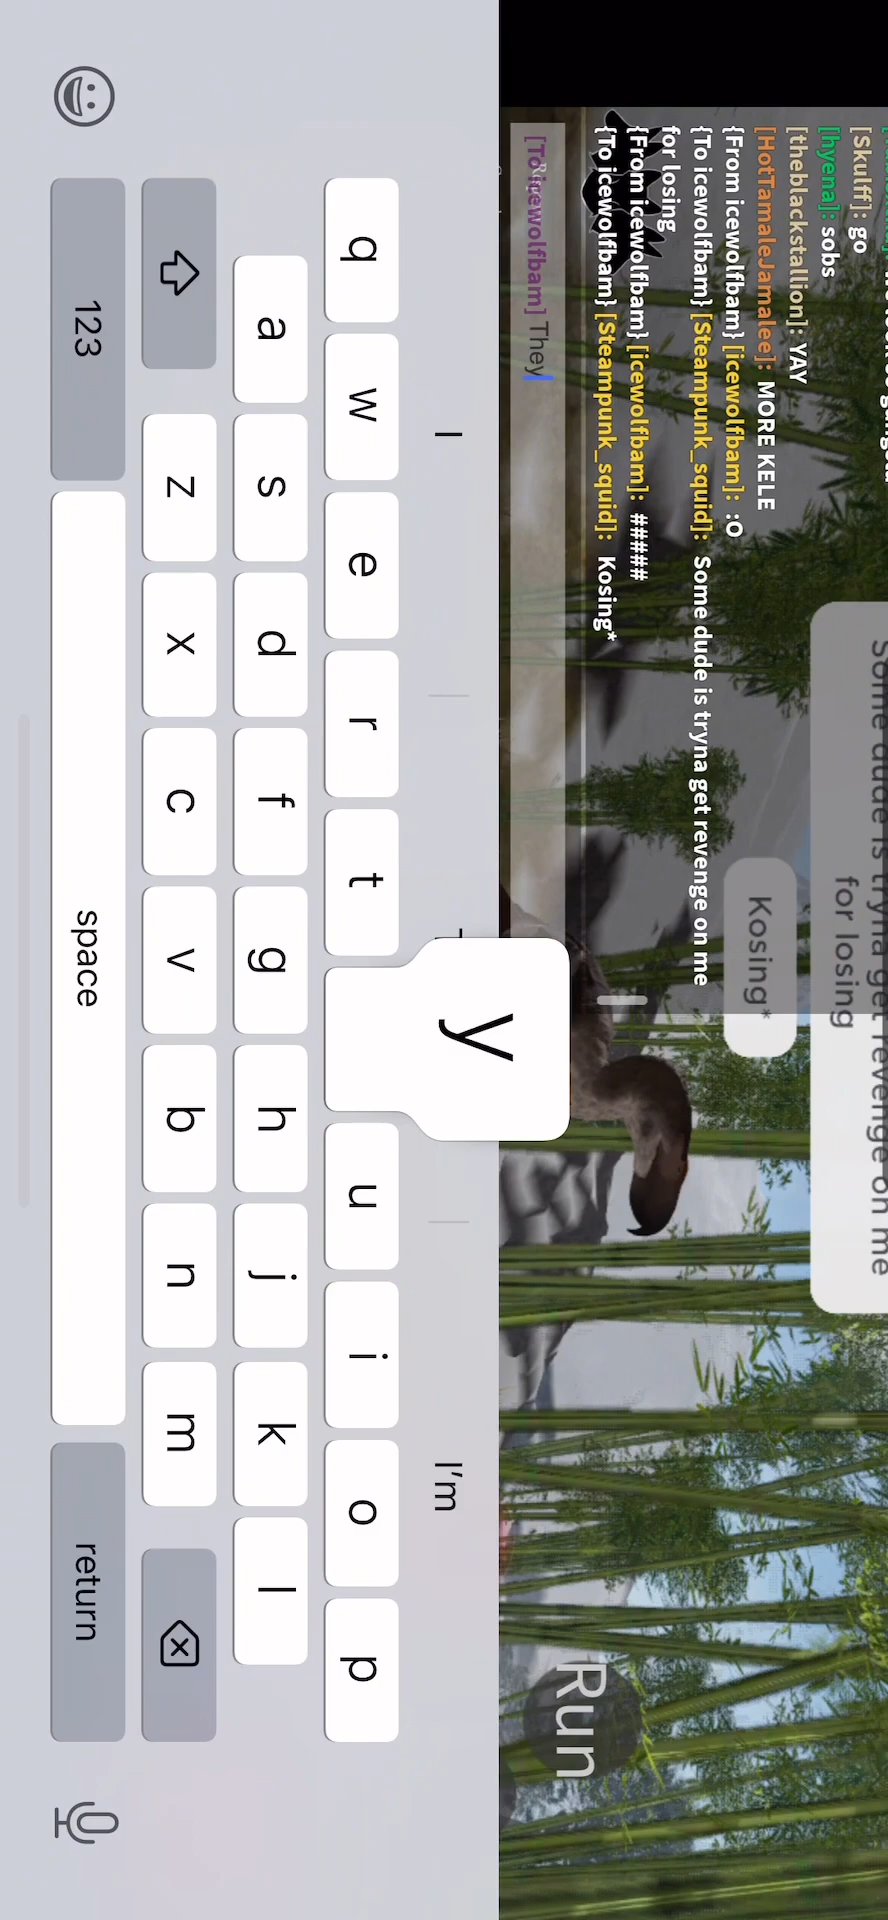 [Skulff]: go
[hyena]: sobs
[theblackstallion]: YAY
[HotTamaleJamalee]: MORE KELE
{From icewolfbam} [icewolfbam]: :O
{To icewolfbam} [Steampunk_squid]: Some dude is tryna get revenge on me
for losing
{From icewolfbam} [icewolfbam]: #####
{To icewolfbam} [Steampunk_squid]: Kosing*
[To icewolfbam] They
Some dude is tryna get revenge on me
for losing
Kosing*
Run
I
I'm
q w e r t y u i o p
a s d f g h j k l
z x c v b n m
123 space return